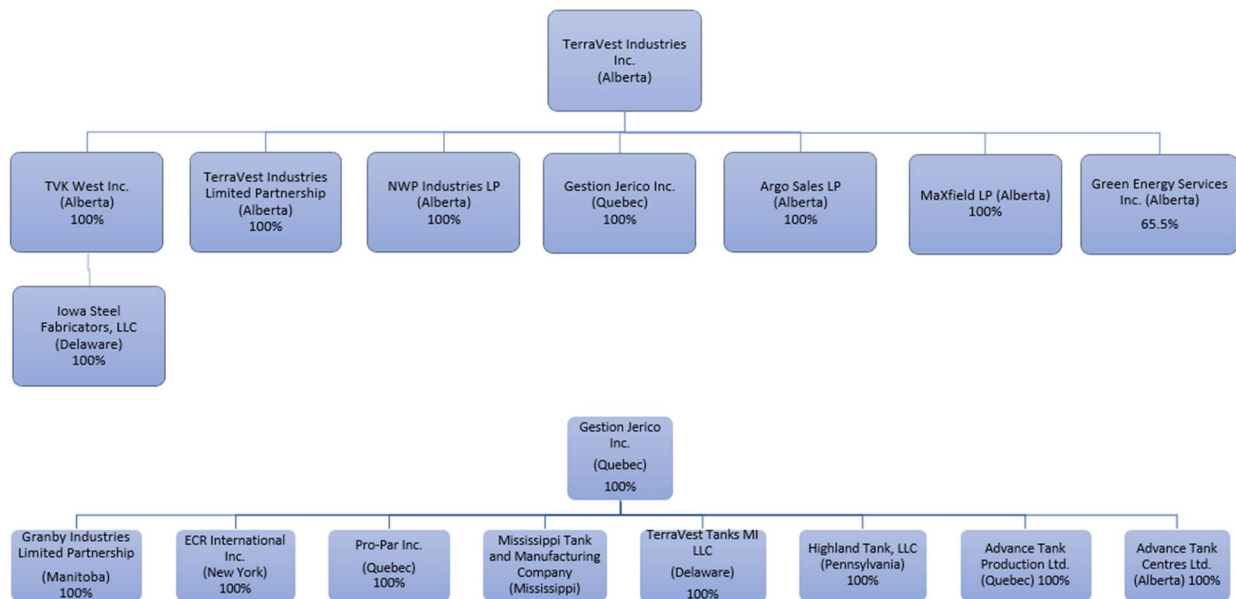 TerraVest Industries
Inc.
(Alberta)
TVK West Inc.
(Alberta)
100%
TerraVest Industries
Limited Partnership
(Alberta)
100%
NWP Industries LP
(Alberta)
100%
Gestion Jerico Inc.
(Quebec)
100%
Argo Sales LP
(Alberta)
100%
MaXfield LP (Alberta)
100%
Green Energy Services
Inc. (Alberta)
65.5%
Iowa Steel
Fabricators, LLC
(Delaware)
100%
Gestion Jerico
Inc.
(Quebec)
100%
Granby Industries
Limited Partnership
(Manitoba)
100%
ECR International
Inc.
(New York)
100%
Pro-Par Inc.
(Quebec)
100%
Mississippi Tank
and Manufacturing
Company
(Mississippi)
TerraVest Tanks MI
LLC
(Delaware)
100%
Highland Tank, LLC
(Pennsylvania)
100%
Advance Tank
Production Ltd.
(Quebec) 100%
Advance Tank
Centres Ltd.
(Alberta) 100%